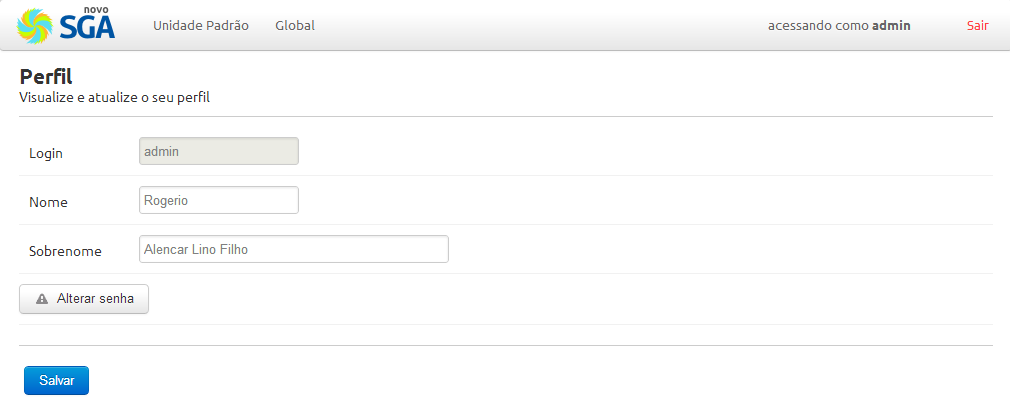 novo
SGA
Unidade Padrão
Global
acessando como admin
Sair
Perfil
Visualize e atualize o seu perfil
Login
admin
Nome
Rogerio
Sobrenome
Alencar Lino Filho
Alterar senha
Salvar